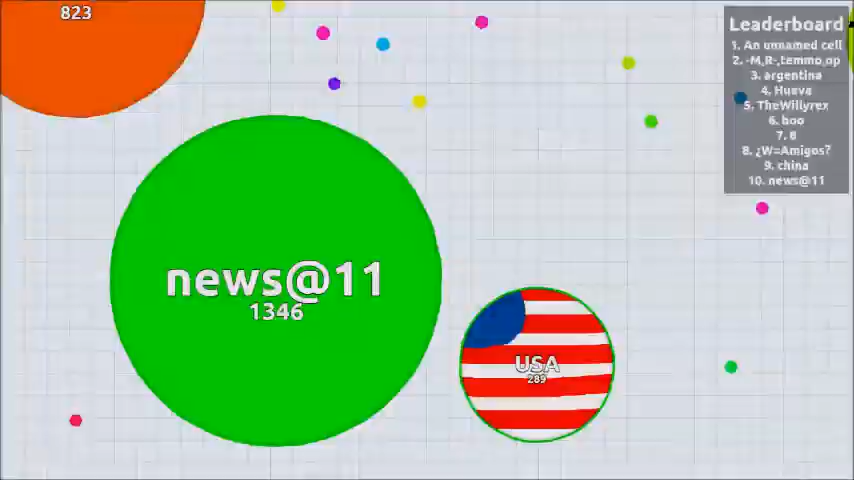 823
Leaderboard
1. An unnamed cell
2. -M,R-,temmo,op
3. argentina
4. Hueva
5. TheWillyrex
6. boo
7. 8
8. ¿W=Amigos?
9. china
10. news@11
news@11
1346
USA
289